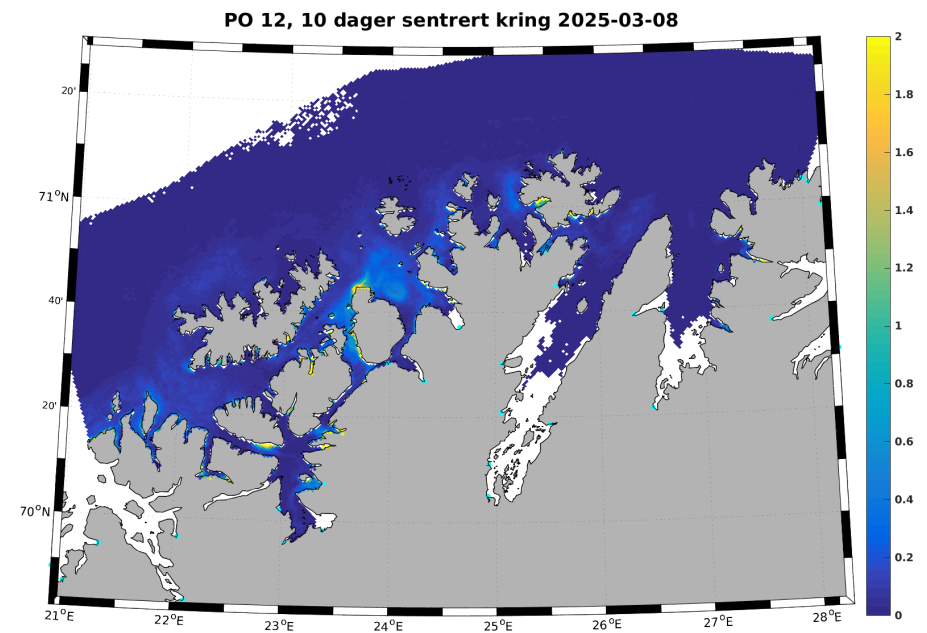 PO 12, 10 dager sentrert kring 2025-03-08
20'
71°N
40'
20'
70°N
21°E
22°E
23°E
24°E
25°E
26°E
27°E
28°E
2
1.8
1.6
1.4
1.2
1
0.8
0.6
0.4
0.2
0